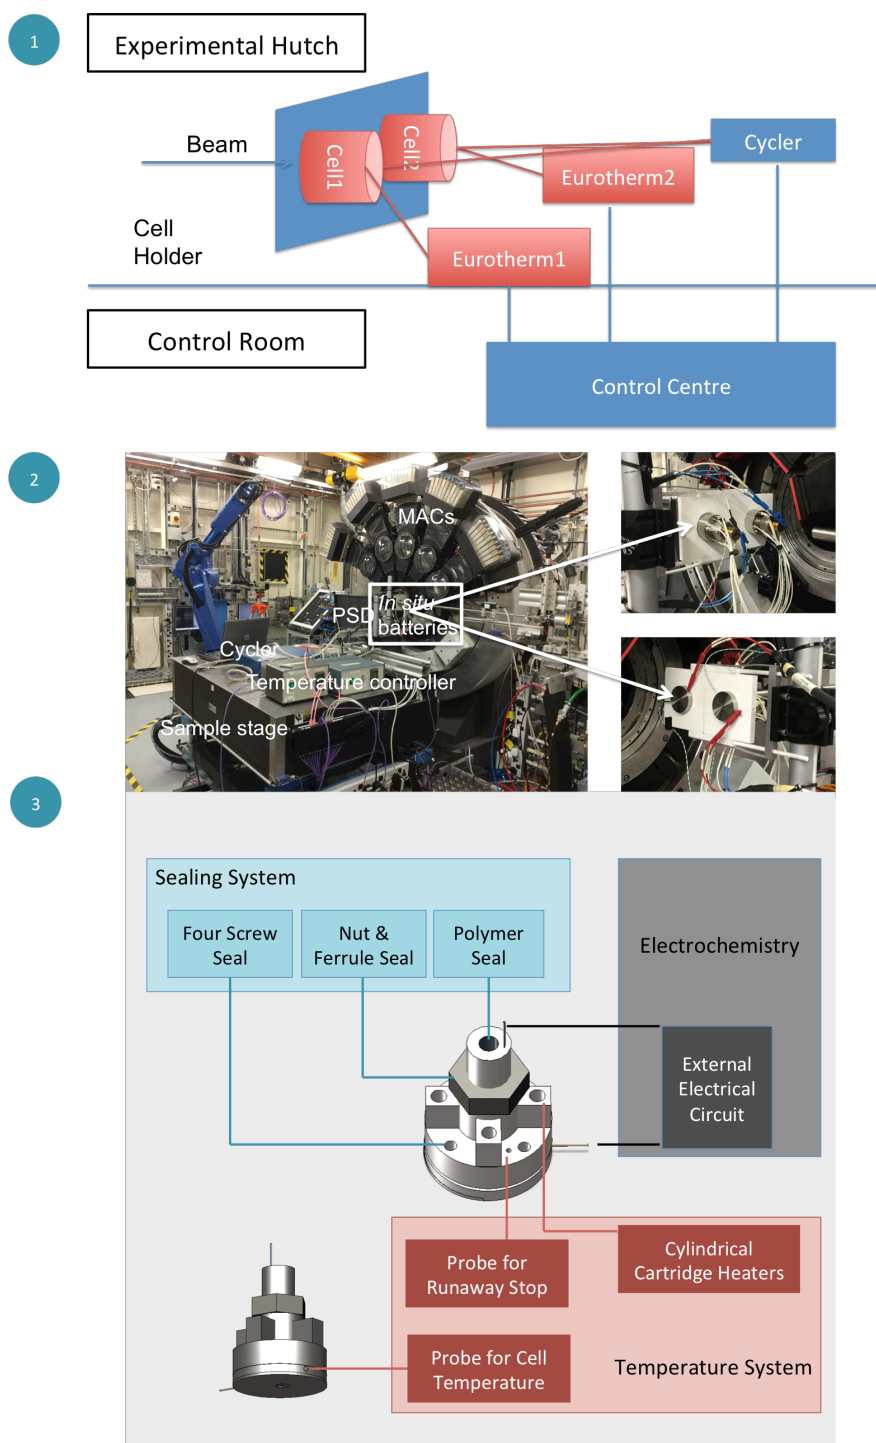 1
Experimental Hutch
Beam
Cell1
Cell2
Cycler
Eurotherm2
Cell
Holder
Eurotherm1
Control Room
Control Centre
2
MACs
PSD
In situ
batteries
Cycler
Temperature controller
Sample stage
3
Sealing System
Four Screw
Seal
Nut &
Ferrule Seal
Polymer
Seal
Electrochemistry
External
Electrical
Circuit
Probe for
Runaway Stop
Cylindrical
Cartridge Heaters
Probe for Cell
Temperature
Temperature System